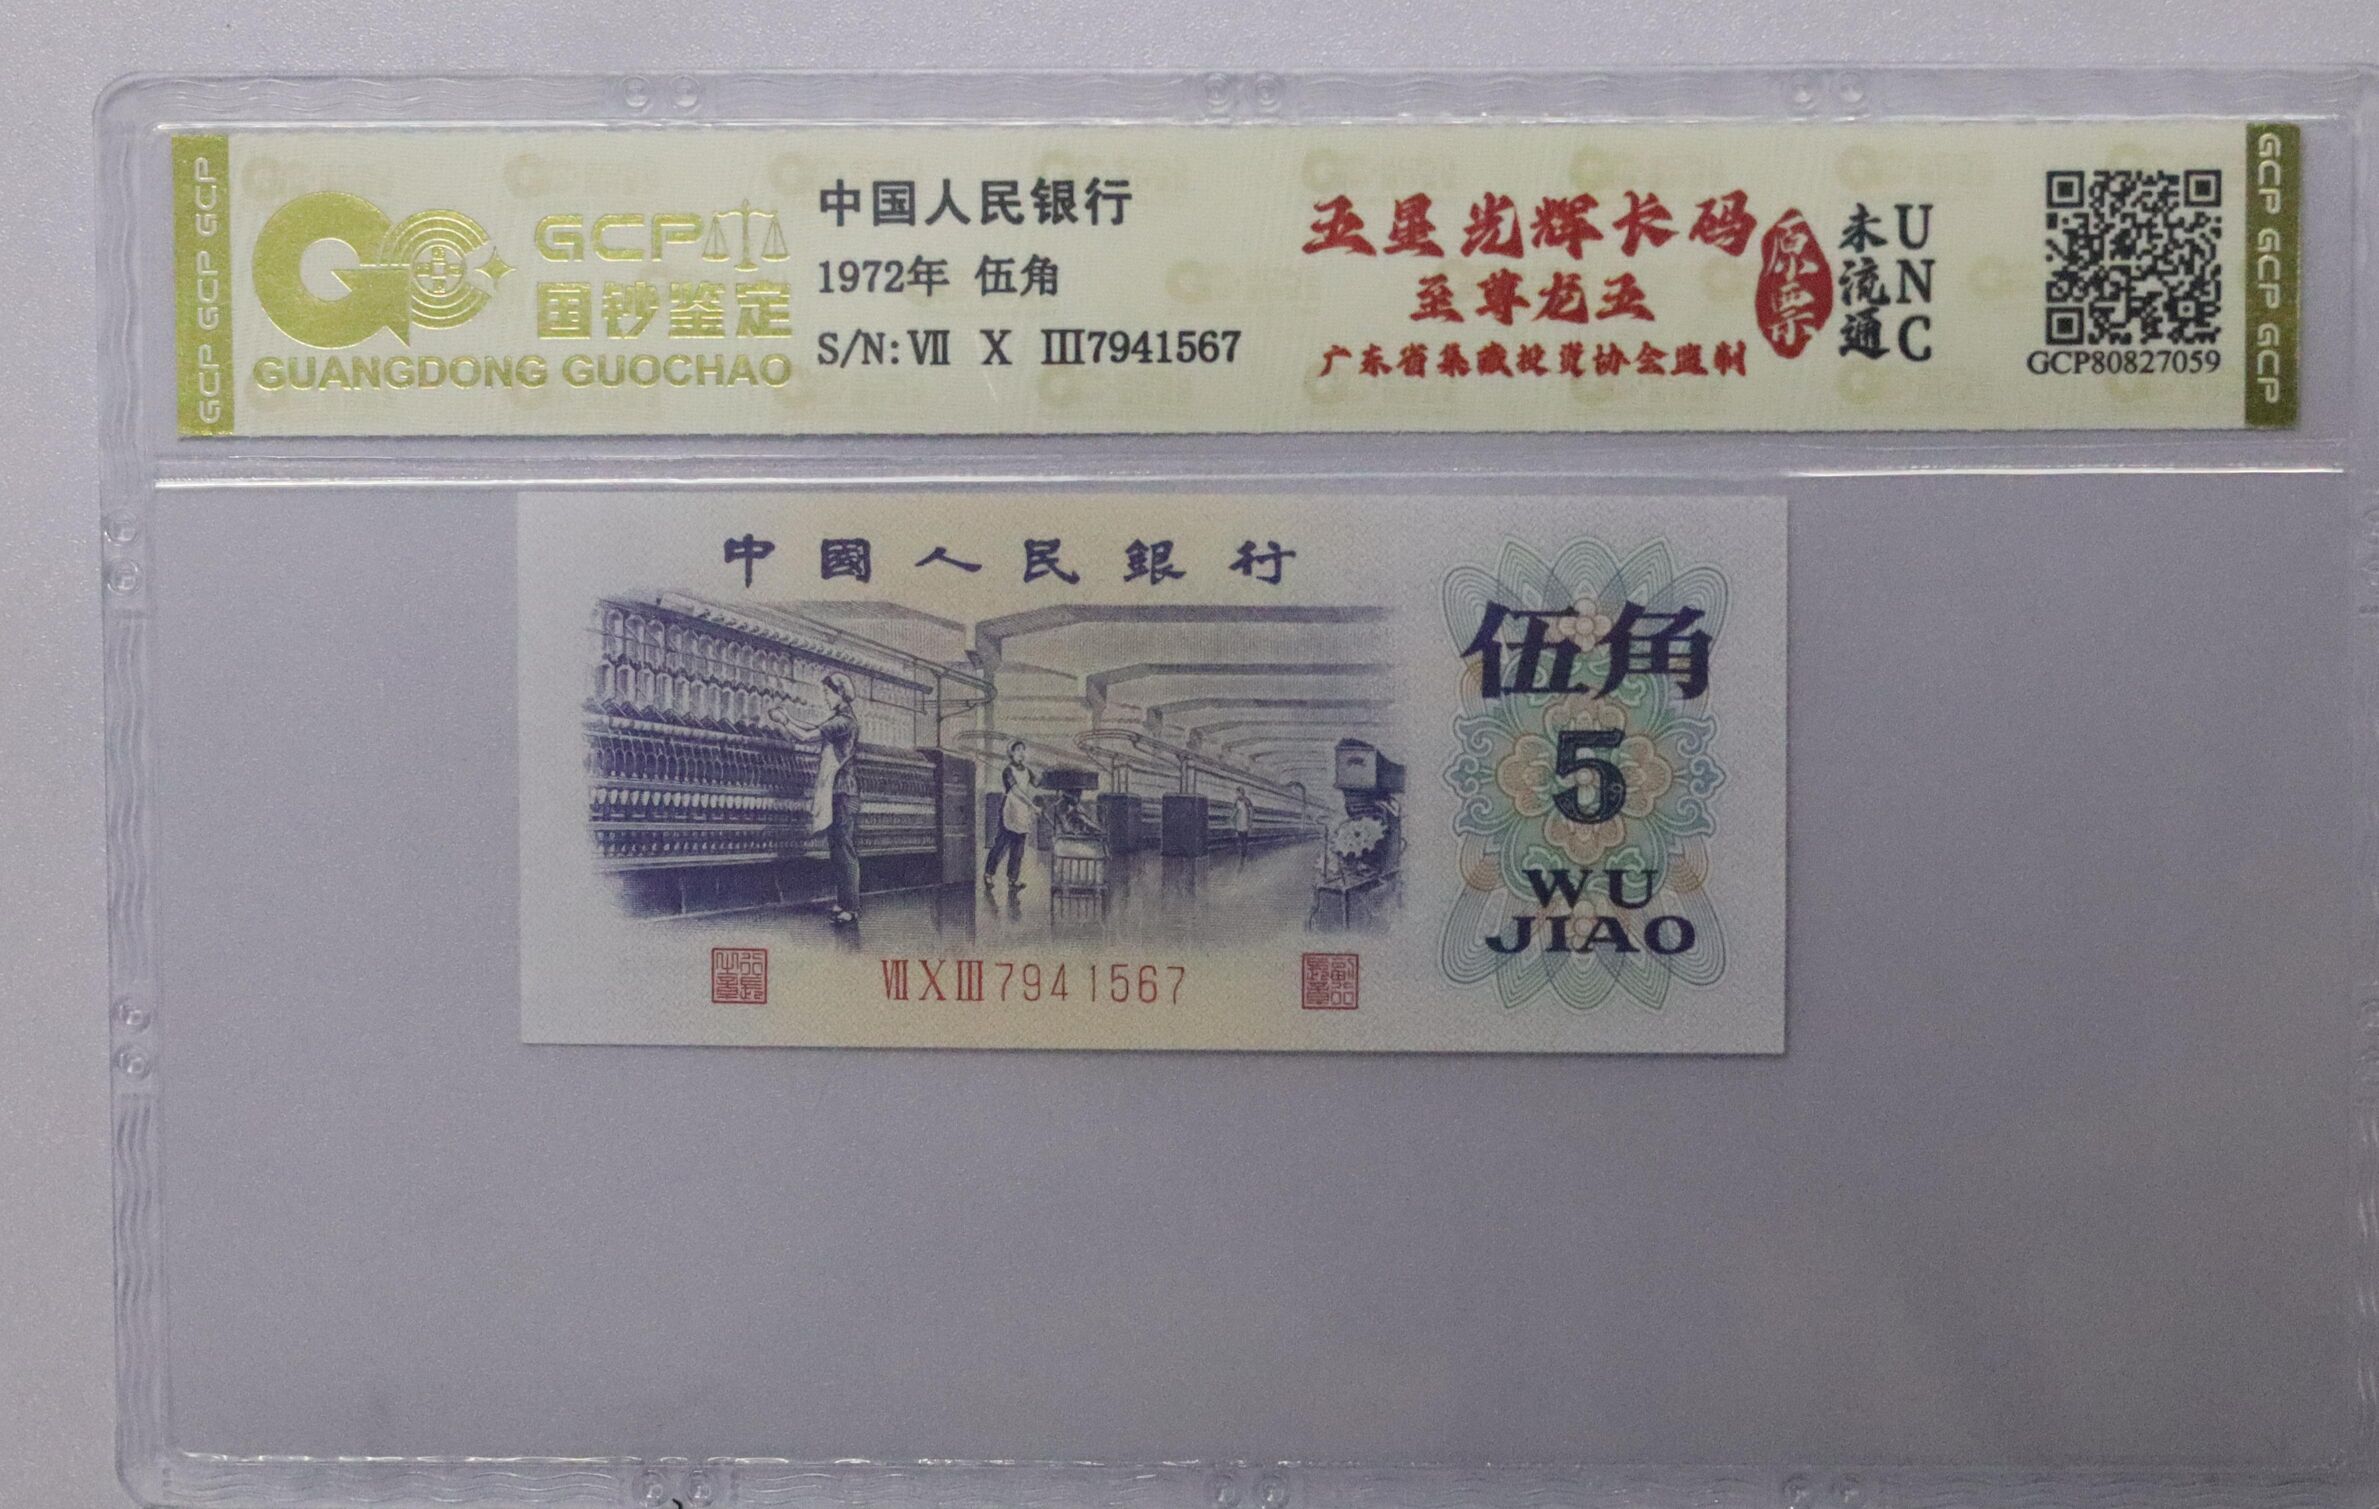 GCP GCP GCP
GCP
国钞鉴定
GUANGDONG GUOCHAO
中国人民银行
1972年 伍角
S/N: Ⅶ Ⅹ Ⅲ7941567
五星光辉长码
至尊龙五
广东省集藏投资协会监制
原票
未流通
UNC
GCP80827059
GCP GCP GCP
中國人民銀行
伍角
5
WU
JIAO
ⅦⅩⅢ7941567